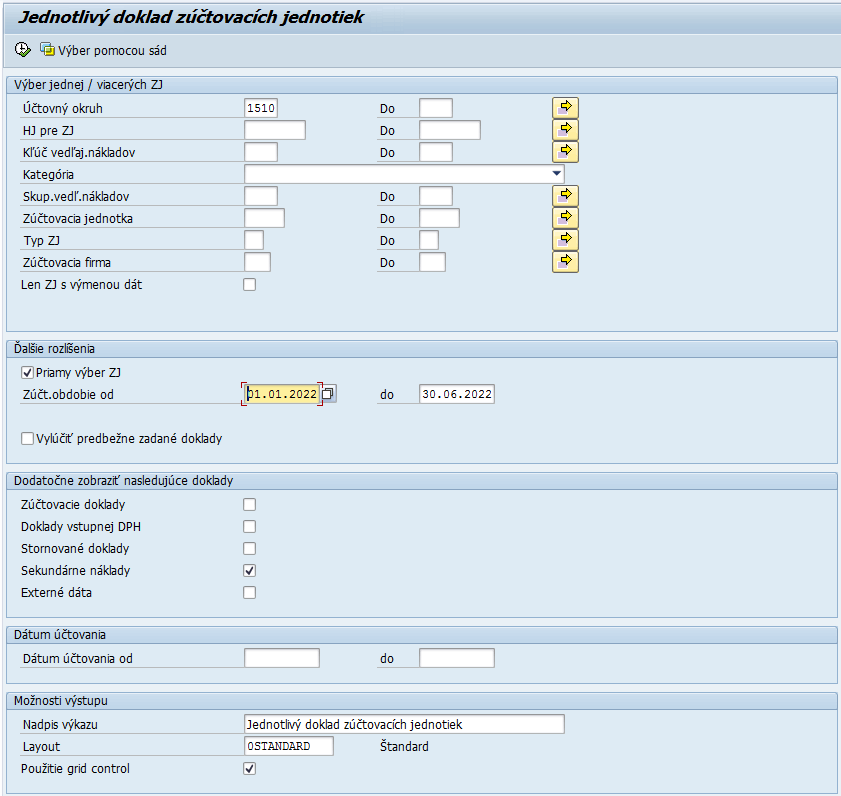 Jednotlivý doklad zúčtovacích jednotiek
Výber pomocou sád
Výber jednej / viacerých ZJ
Účtovný okruh 1510 Do
HJ pre ZJ Do
Kľúč vedľaj.nákladov Do
Kategória
Skup.vedľ.nákladov Do
Zúčtovacia jednotka Do
Typ ZJ Do
Zúčtovacia firma Do
Len ZJ s výmenou dát
Ďalšie rozlíšenia
Priamy výber ZJ
Zúčt.obdobie od 01.01.2022 do 30.06.2022
Vylúčiť predbežne zadané doklady
Dodatočne zobraziť nasledujúce doklady
Zúčtovacie doklady
Doklady vstupnej DPH
Stornované doklady
Sekundárne náklady
Externé dáta
Dátum účtovania
Dátum účtovania od do
Možnosti výstupu
Nadpis výkazu Jednotlivý doklad zúčtovacích jednotiek
Layout 0STANDARD Štandard
Použitie grid control